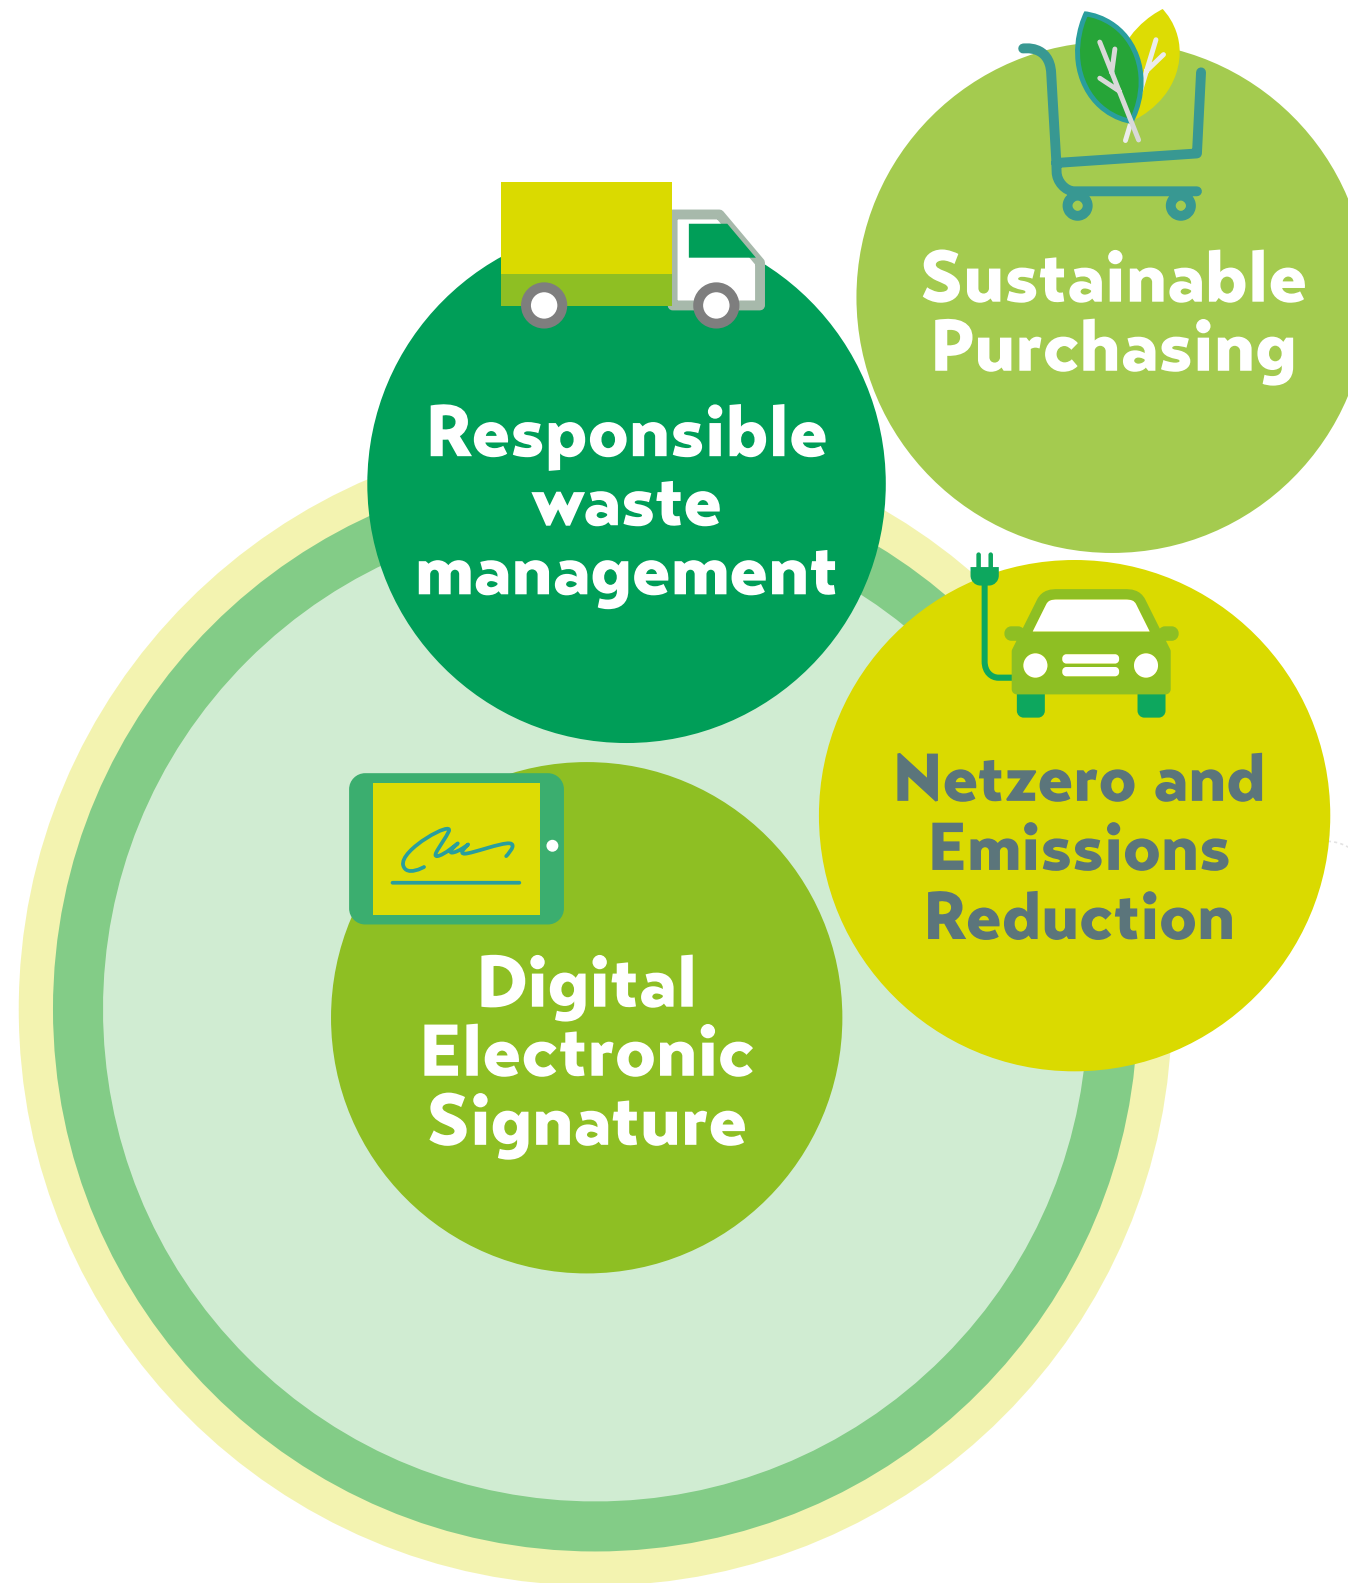 Sustainable
Purchasing
Responsible
waste
management
Netzero and
Emissions
Reduction
Digital
Electronic
Signature